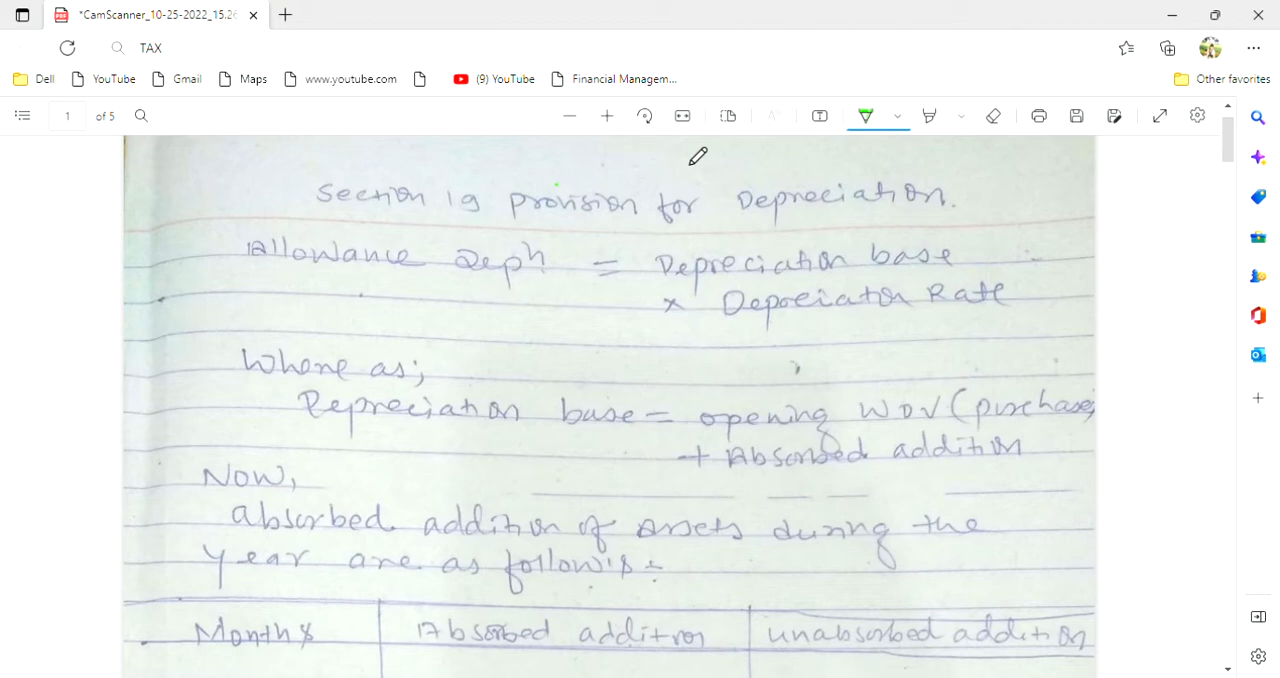 *CamScanner_10-25-2022_15.26
TAX
Dell YouTube Gmail Maps www.youtube.com (9) YouTube Financial Managem... Other favorites
1 of 5
Section 19 provision for Depreciation.
Allowance Deph = Depreciation base
x Depreciation Rate
Where as;
Depreciation base = opening WDV (purchase)
+ Absorbed addition
Now,
absorbed addition of Assets during the
year are as follow's :-
Months Absorbed addition unabsorbed addition